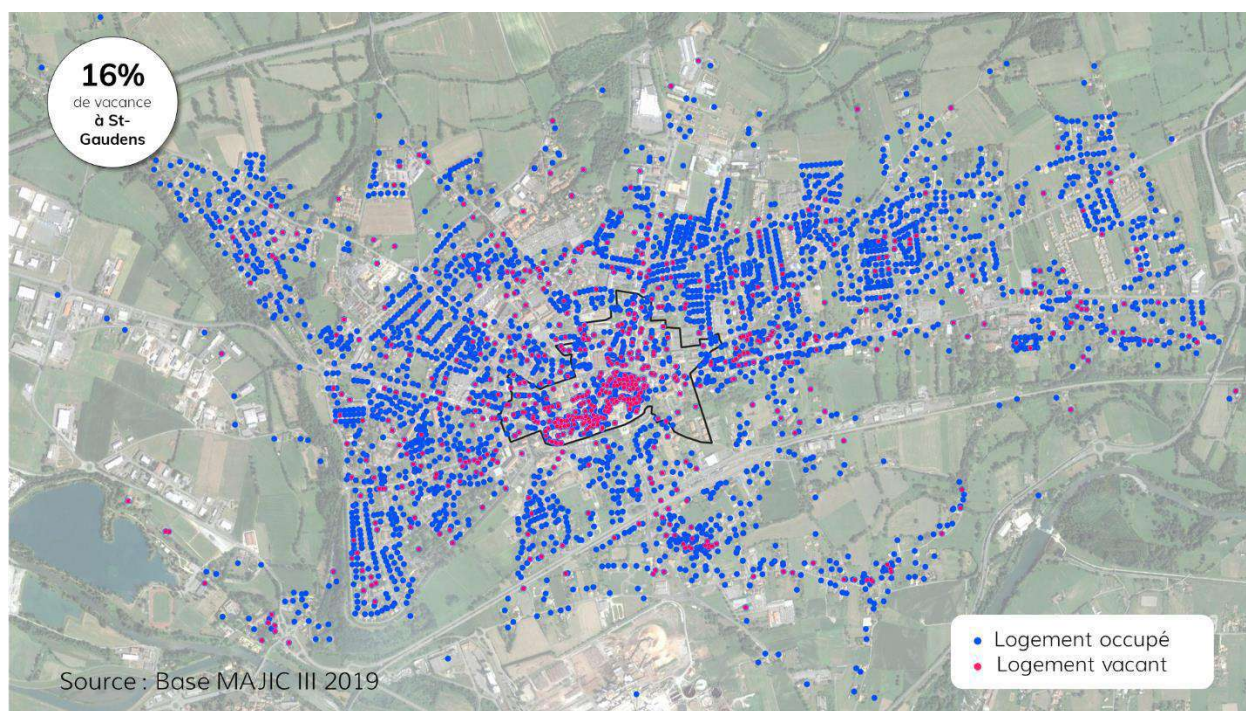 16%
de vacance
à St-
Gaudens
Logement occupé
Logement vacant
Source : Base MAJIC III 2019